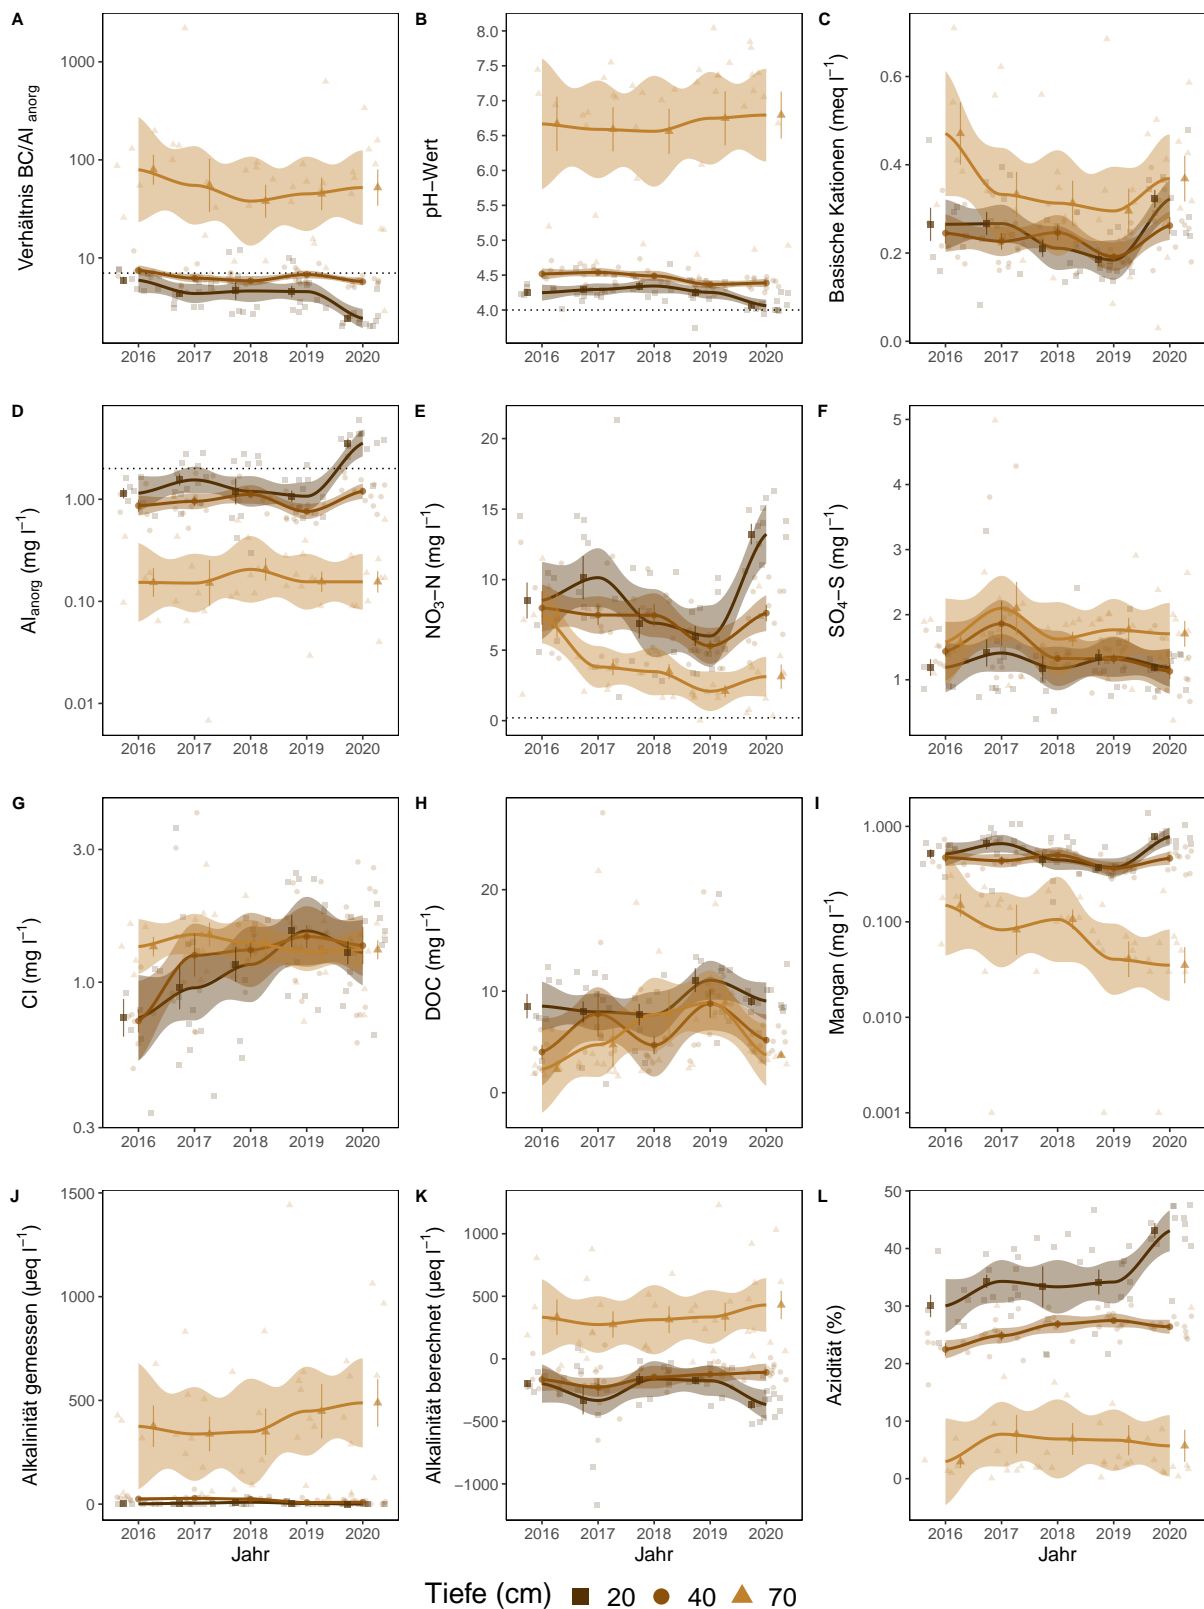 A
Verhältnis BC/Al anorg
1000
100
10
2016 2017 2018 2019 2020
B
pH−Wert
8.0
7.5
7.0
6.5
6.0
5.5
5.0
4.5
4.0
2016 2017 2018 2019 2020
C
Basische Kationen (meq l−1)
0.6
0.4
0.2
0.0
2016 2017 2018 2019 2020
D
Alanorg (mg l−1)
1.00
0.10
0.01
2016 2017 2018 2019 2020
E
NO3−N (mg l−1)
20
15
10
5
0
2016 2017 2018 2019 2020
F
SO4−S (mg l−1)
5
4
3
2
1
2016 2017 2018 2019 2020
G
Cl (mg l−1)
3.0
1.0
0.3
2016 2017 2018 2019 2020
H
DOC (mg l−1)
20
10
0
2016 2017 2018 2019 2020
I
Mangan (mg l−1)
1.000
0.100
0.010
0.001
2016 2017 2018 2019 2020
J
Alkalinität gemessen (µeq l−1)
1500
1000
500
0
2016 2017 2018 2019 2020
Jahr
K
Alkalinität berechnet (µeq l−1)
1000
500
0
−500
−1000
2016 2017 2018 2019 2020
Jahr
L
Azidität (%)
50
40
30
20
10
0
2016 2017 2018 2019 2020
Jahr
Tiefe (cm) 20 40 70